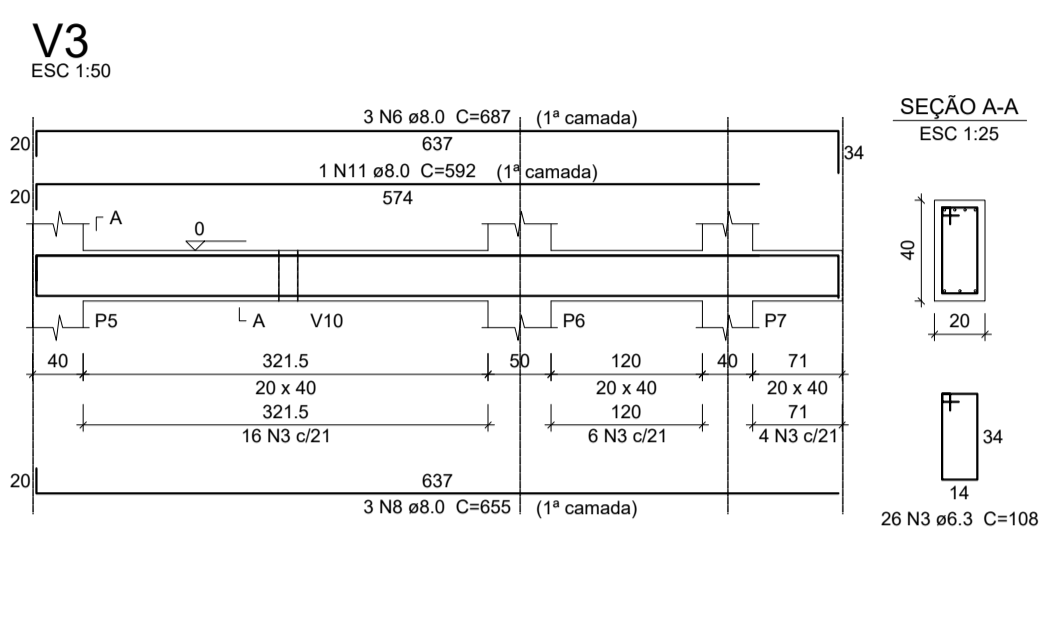 V3
ESC 1:50
3 N6 ø8.0 C=687 (1ª camada)
20
637
34
1 N11 ø8.0 C=592 (1ª camada)
20
574
A
0
P5
A
V10
P6
P7
40
321.5
50
120
40
71
20 x 40
20 x 40
20 x 40
321.5
120
71
16 N3 c/21
6 N3 c/21
4 N3 c/21
20
637
3 N8 ø8.0 C=655 (1ª camada)
SEÇÃO A-A
ESC 1:25
40
20
34
14
26 N3 ø6.3 C=108